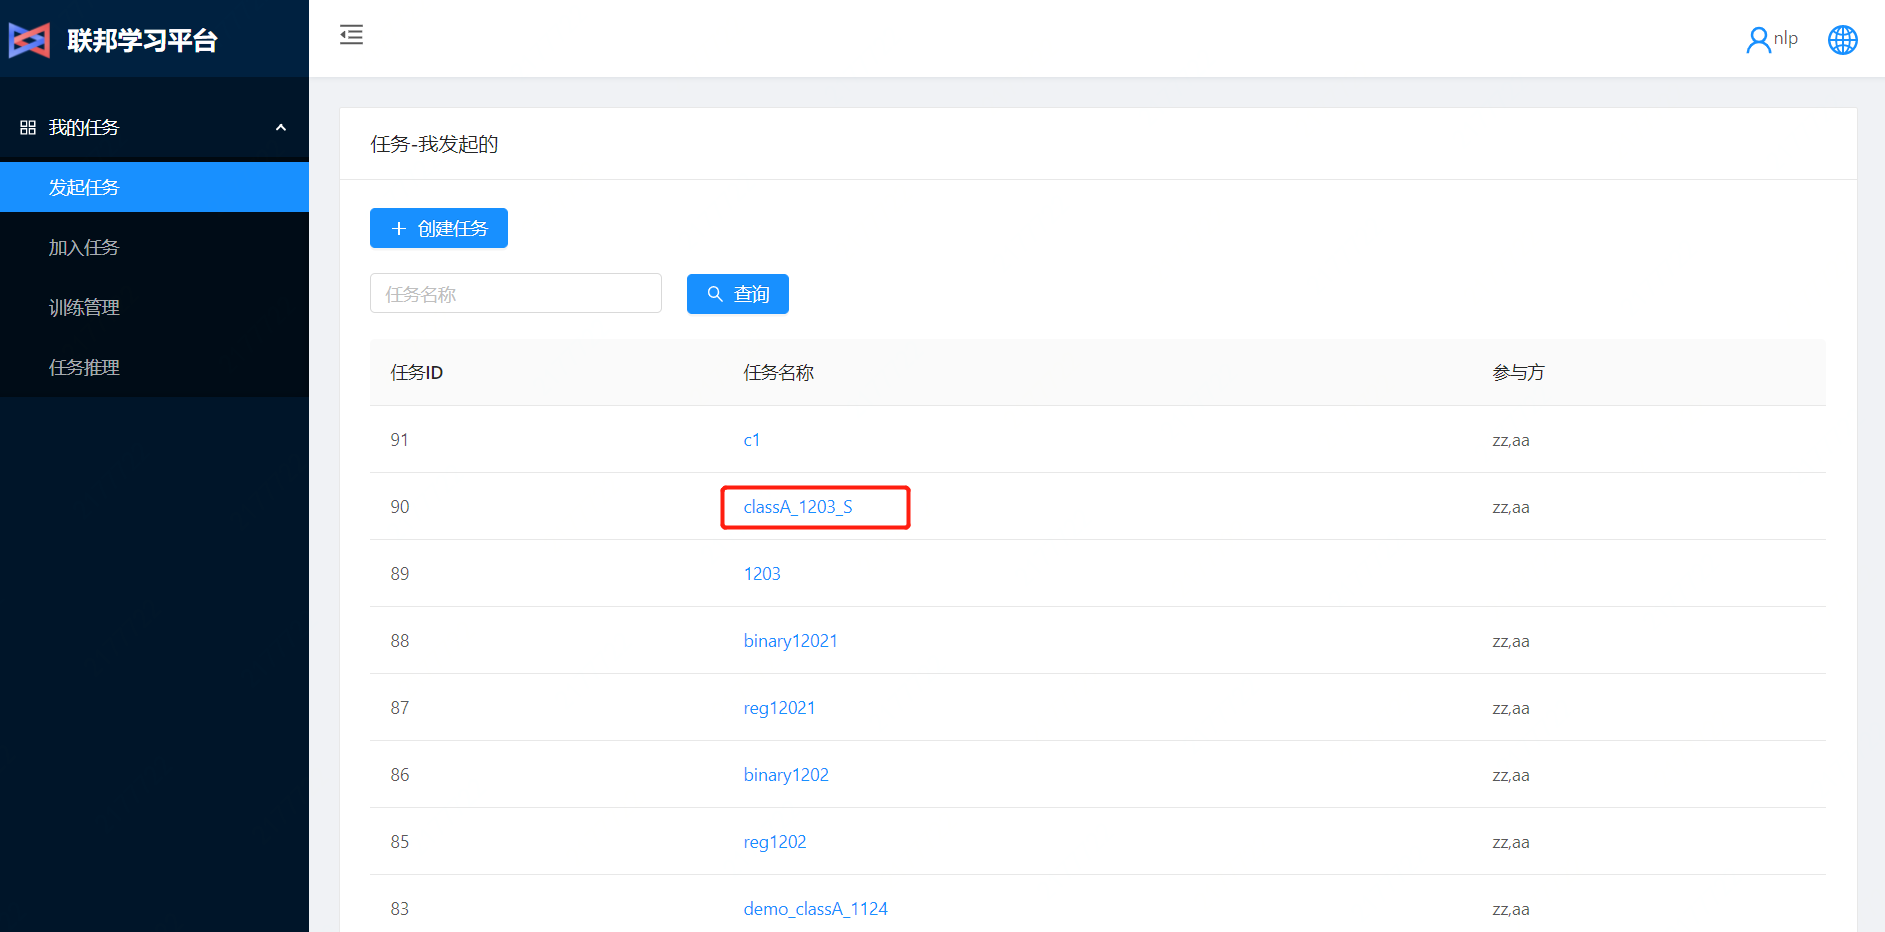 联邦学习平台
nlp
我的任务
发起任务
加入任务
训练管理
任务推理
任务-我发起的
创建任务
任务名称
查询
任务ID 任务名称 参与方
91 c1 zz,aa
90 classA_1203_S zz,aa
89 1203
88 binary12021 zz,aa
87 reg12021 zz,aa
86 binary1202 zz,aa
85 reg1202 zz,aa
83 demo_classA_1124 zz,aa